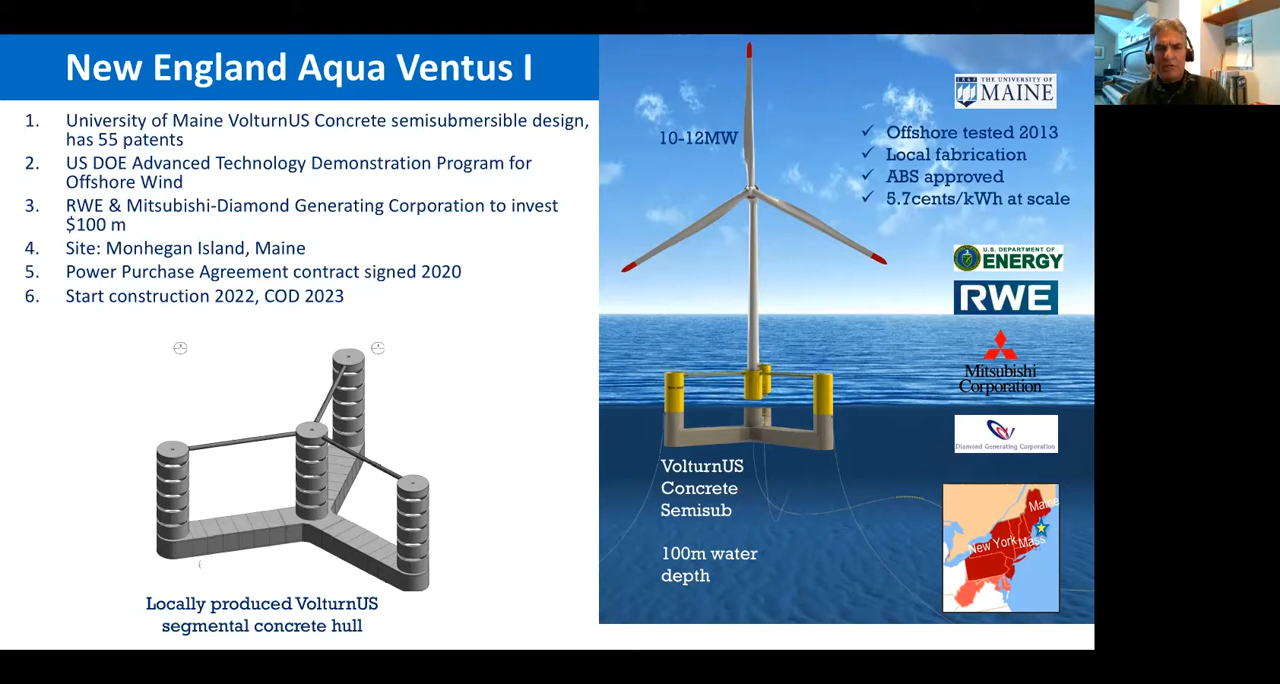 New England Aqua Ventus I
1. University of Maine VolturnUS Concrete semisubmersible design,
has 55 patents
2. US DOE Advanced Technology Demonstration Program for
Offshore Wind
3. RWE & Mitsubishi-Diamond Generating Corporation to invest
$100 m
4. Site: Monhegan Island, Maine
5. Power Purchase Agreement contract signed 2020
6. Start construction 2022, COD 2023
Locally produced VolturnUS
segmental concrete hull
10-12MW
VolturnUS
Concrete
Semisub
100m water
depth
1865 THE UNIVERSITY OF
MAINE
✓ Offshore tested 2013
✓ Local fabrication
✓ ABS approved
✓ 5.7cents/kWh at scale
U.S. DEPARTMENT OF
ENERGY
RWE
Mitsubishi
Corporation
Diamond Generating Corporation
Maine
New York
Mass